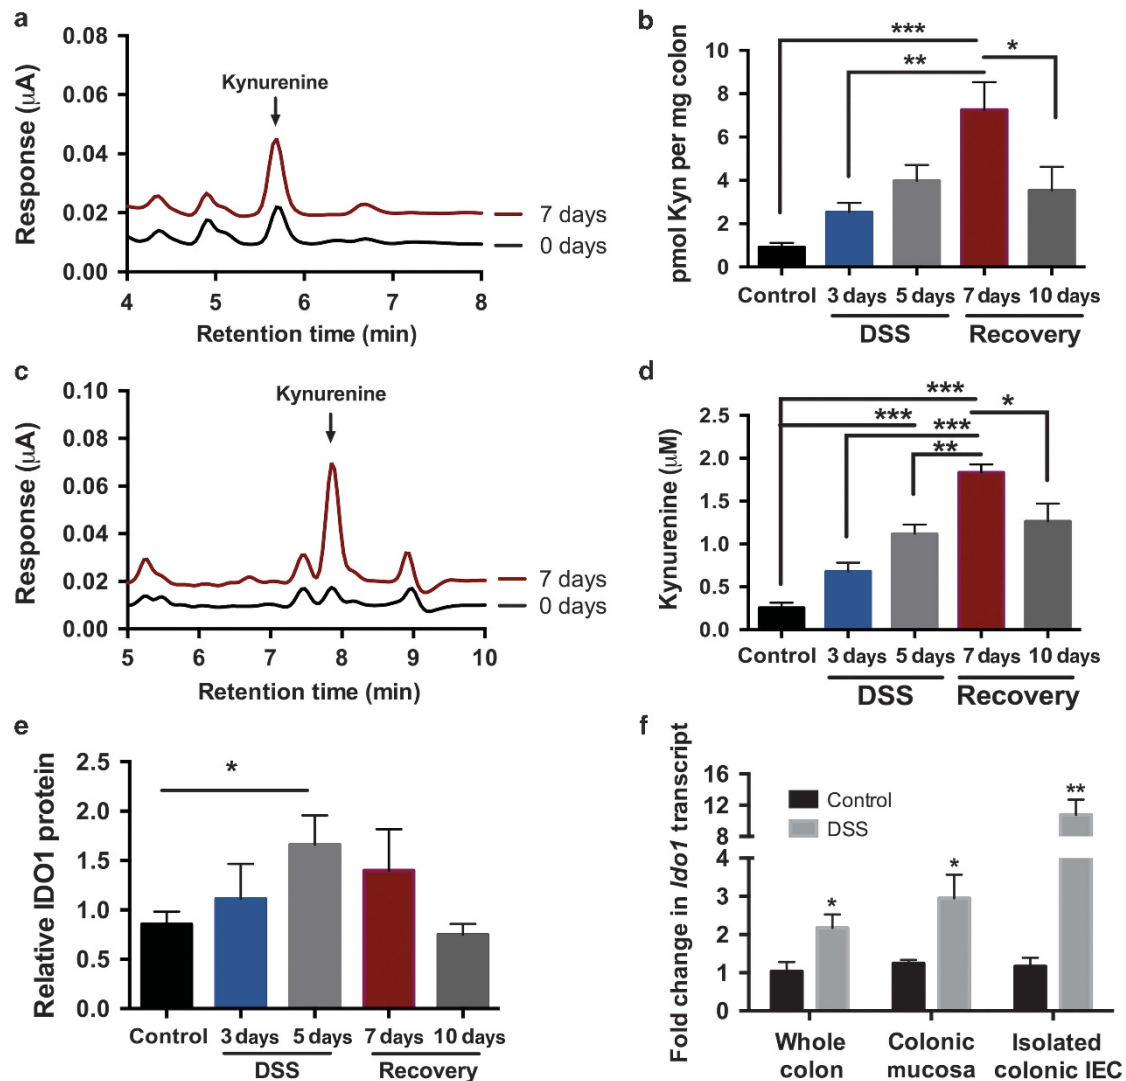 a
0.08
0.06
0.04
0.02
0.00
Response (μA)
Kynurenine
7 days
0 days
4 5 6 7 8
Retention time (min)
b
***
**
*
10
8
6
4
2
0
pmol Kyn per mg colon
Control 3 days 5 days 7 days 10 days
DSS Recovery
c
0.10
0.08
0.06
0.04
0.02
0.00
Response (μA)
Kynurenine
7 days
0 days
5 6 7 8 9 10
Retention time (min)
d
***
*
***
***
**
2.5
2.0
1.5
1.0
0.5
0.0
Kynurenine (μM)
Control 3 days 5 days 7 days 10 days
DSS Recovery
e
2.5
2.0
1.5
1.0
0.5
0.0
Relative IDO1 protein
*
Control 3 days 5 days 7 days 10 days
DSS Recovery
f
16
12
8
4
3
2
1
0
Fold change in Ido1 transcript
Control
DSS
*
*
**
Whole
colon
Colonic
mucosa
Isolated
colonic IEC